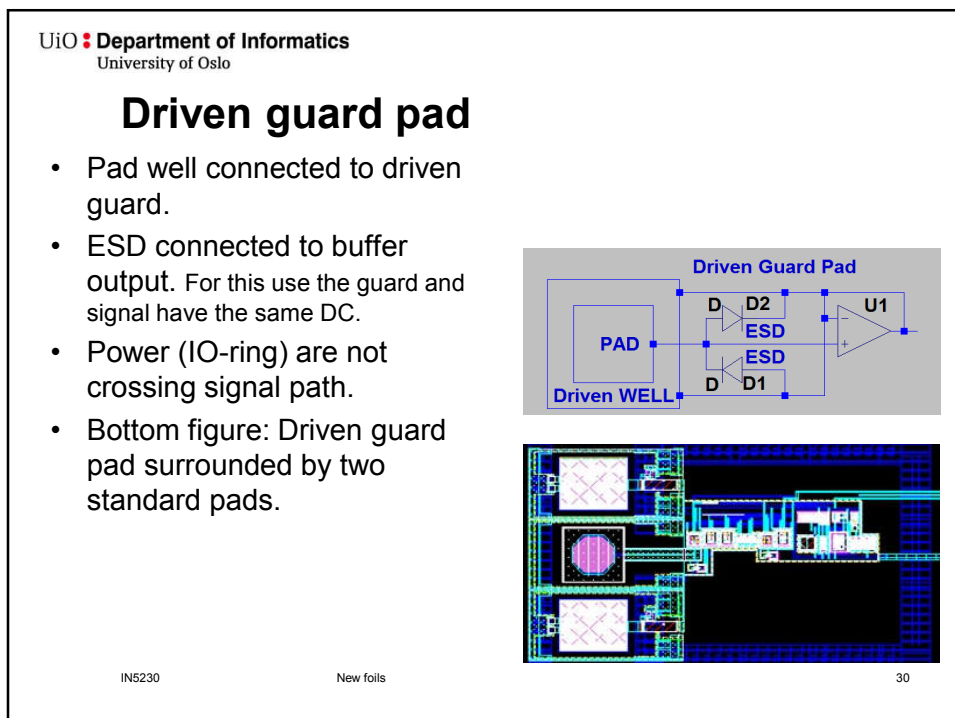 UiO Department of Informatics
University of Oslo
Driven guard pad
• Pad well connected to driven
guard.
• ESD connected to buffer
output. For this use the guard and
signal have the same DC.
• Power (IO-ring) are not
crossing signal path.
• Bottom figure: Driven guard
pad surrounded by two
standard pads.
Driven Guard Pad
D D2 U1
ESD
PAD
ESD
D D1
Driven WELL
- 
+
IN5230 New foils 30